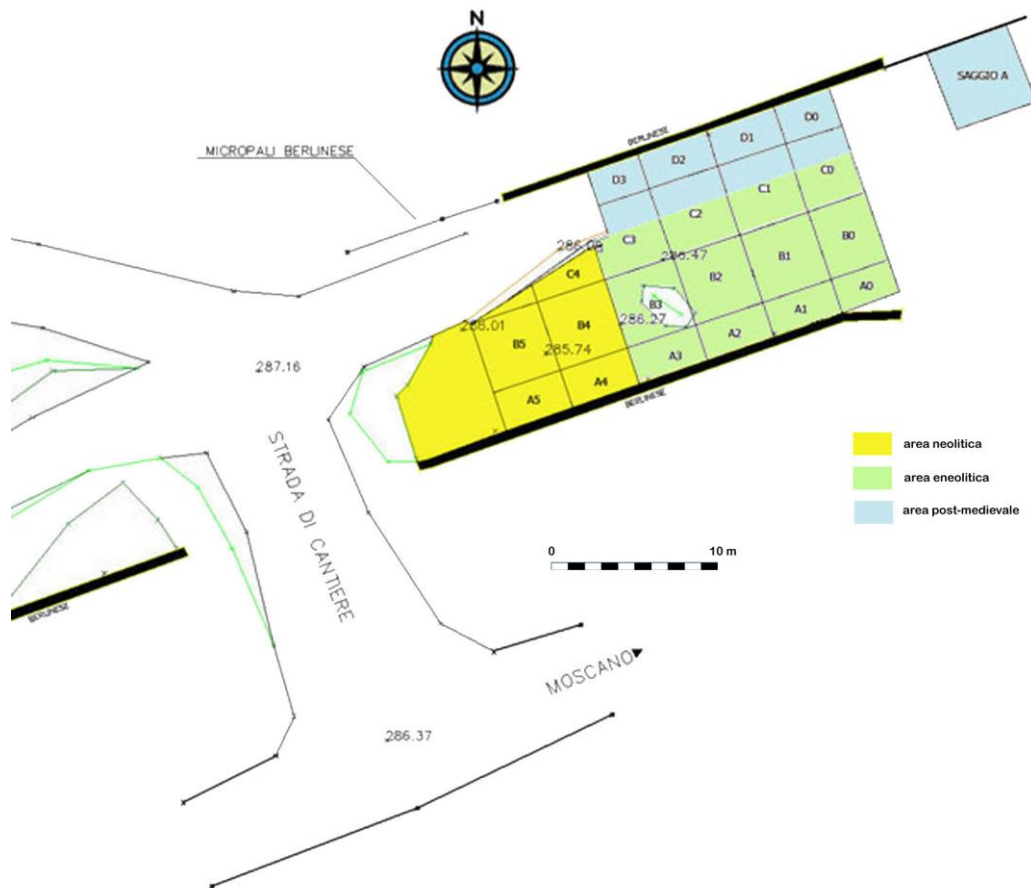 N
SAGGIO A
BERLINESE
D0
D1
D2
D3
MICROPALI BERLINESE
C0
C1
C2
C3
286.08
286.47
B0
B1
B2
B3
C4
A0
A1
A2
A3
286.27
286.01
B4
B5
285.74
A4
A5
BERLINESE
287.16
STRADA DI CANTIERE
area neolitica
area eneolitica
area post-medievale
0 10 m
BERLINESE
MOSCANO
286.37